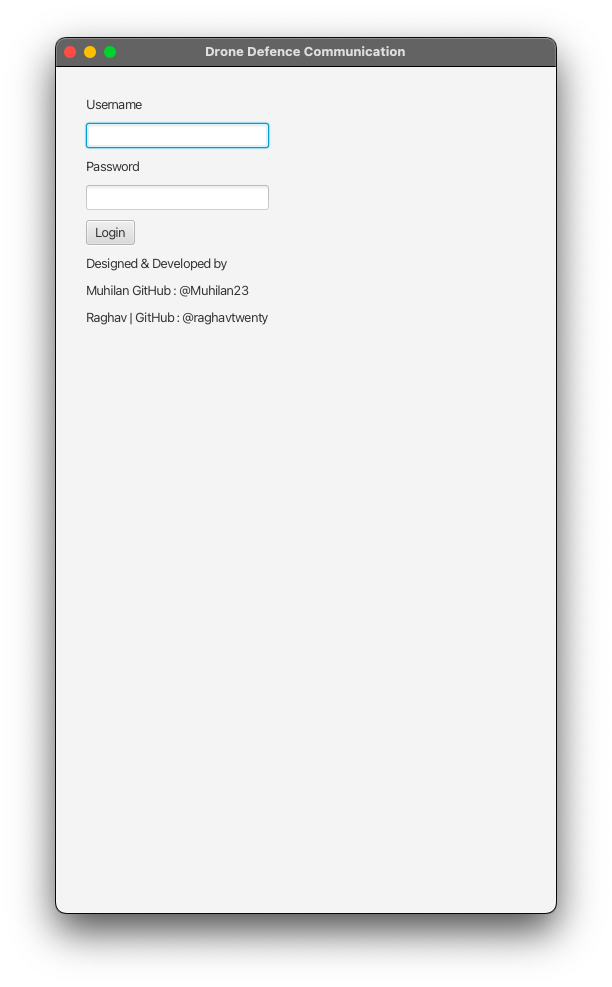 Drone Defence Communication
Username
Password
Login
Designed & Developed by
Muhilan GitHub : @Muhilan23
Raghav | GitHub : @raghavtwenty